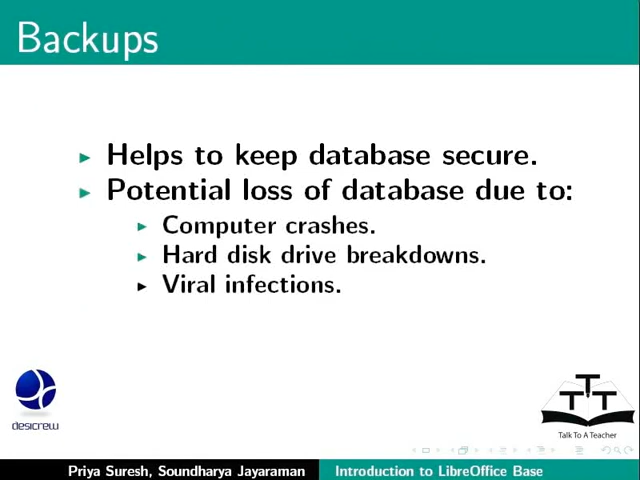 Backups
Helps to keep database secure.
Potential loss of database due to:
Computer crashes.
Hard disk drive breakdowns.
Viral infections.
desicrew
T T T
Talk To A Teacher
Priya Suresh, Soundharya Jayaraman
Introduction to LibreOffice Base